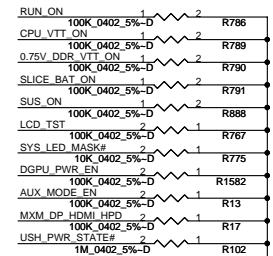 RUN_ON 1 2
100K_0402_5%~D R786
CPU_VTT_ON 1 2
100K_0402_5%~D R789
0.75V_DDR_VTT_ON 1 2
100K_0402_5%~D R790
SLICE_BAT_ON 1 2
100K_0402_5%~D R791
SUS_ON 1 2
100K_0402_5%~D R888
LCD_TST 2 1
100K_0402_5%~D R767
SYS_LED_MASK# 2 1
10K_0402_5%~D R775
DGPU_PWR_EN 2 1
100K_0402_5%~D R1582
AUX_MODE_EN 2 1
100K_0402_5%~D R13
MXM_DP_HDMI_HPD 2 1
100K_0402_5%~D R17
USH_PWR_STATE# 2 1
1M_0402_5%~D R102